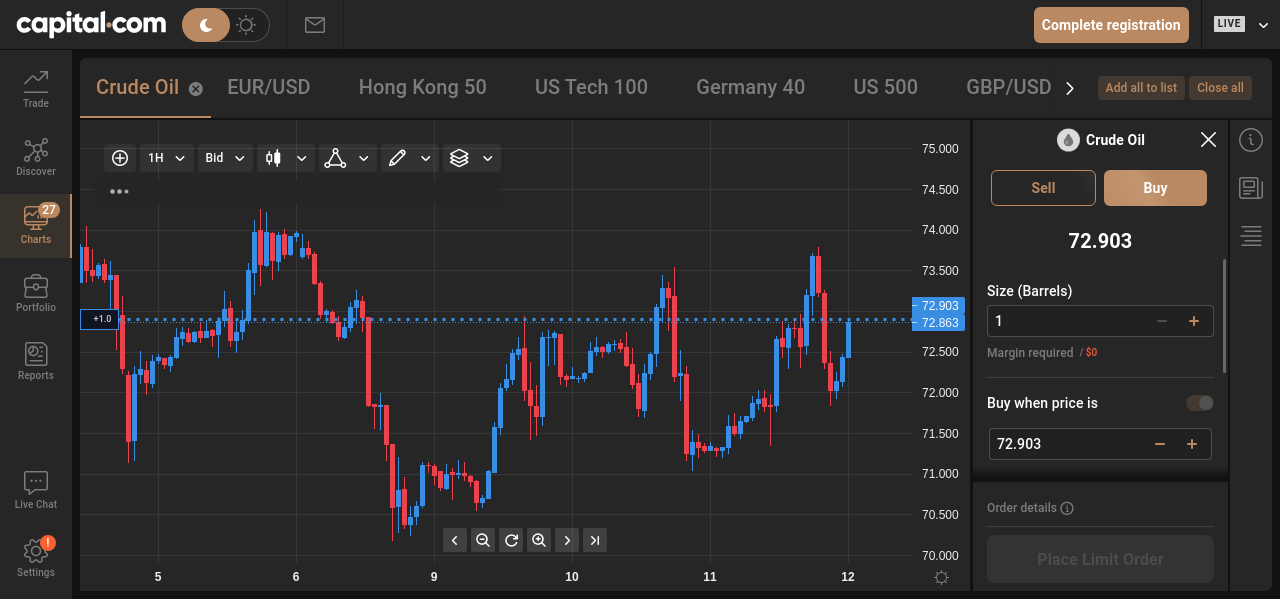 capital.com
Complete registration
LIVE
Trade
Discover
27
Charts
Portfolio
Reports
Live Chat
!
Settings
Crude Oil
EUR/USD
Hong Kong 50
US Tech 100
Germany 40
US 500
GBP/USD
Add all to list
Close all
1H
Bid
75.000
74.500
74.000
73.500
72.903
72.863
72.500
72.000
71.500
71.000
70.500
70.000
+1.0
5
6
9
10
11
12
Crude Oil
Sell
Buy
72.903
Size (Barrels)
1
Margin required / $0
Buy when price is
72.903
Order details
Place Limit Order